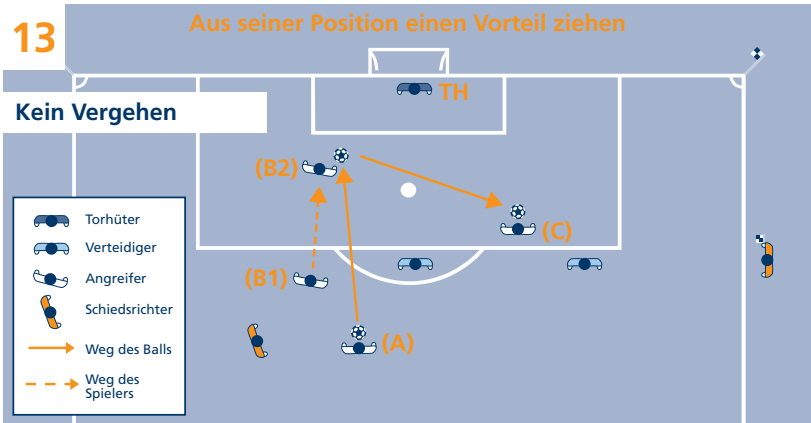 13
Aus seiner Position einen Vorteil ziehen
Kein Vergehen
TH
(B2)
(C)
(B1)
(A)
Torhüter
Verteidiger
Angreifer
Schiedsrichter
Weg des Balls
Weg des
Spielers